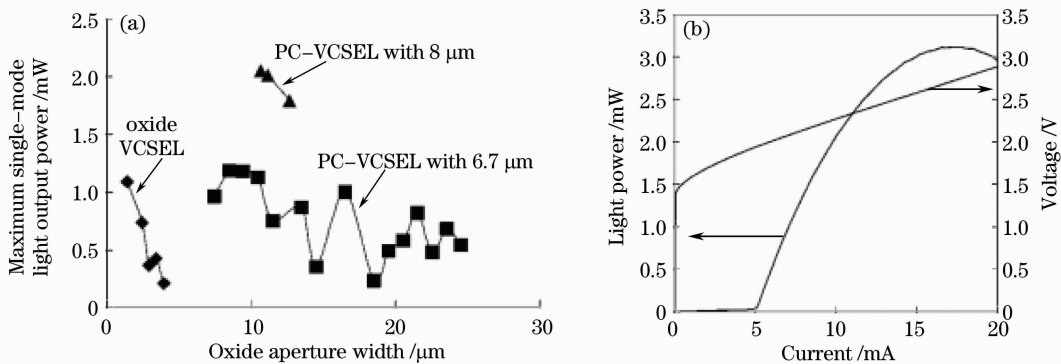 (a)
Maximum single-mode
light output power /mW
2.5
2.0
1.5
1.0
0.5
0
PC-VCSEL with 8 μm
oxide
VCSEL
PC-VCSEL with 6.7 μm
0 10 20 30
Oxide aperture width /μm
(b)
Light power /mW
3.5
3.0
2.5
2.0
1.5
1.0
0.5
0
3.5
3.0
2.5
2.0
1.5
1.0
0.5
0
Voltage /V
0 5 10 15 20
Current /mA